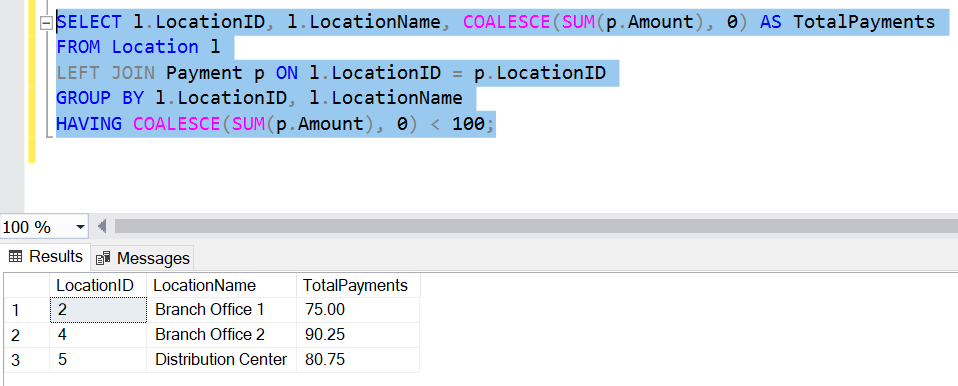 SELECT l.LocationID, l.LocationName, COALESCE(SUM(p.Amount), 0) AS TotalPayments
FROM Location l
LEFT JOIN Payment p ON l.LocationID = p.LocationID
GROUP BY l.LocationID, l.LocationName
HAVING COALESCE(SUM(p.Amount), 0) < 100;
100 %
Results Messages
LocationID LocationName TotalPayments
1 2 Branch Office 1 75.00
2 4 Branch Office 2 90.25
3 5 Distribution Center 80.75